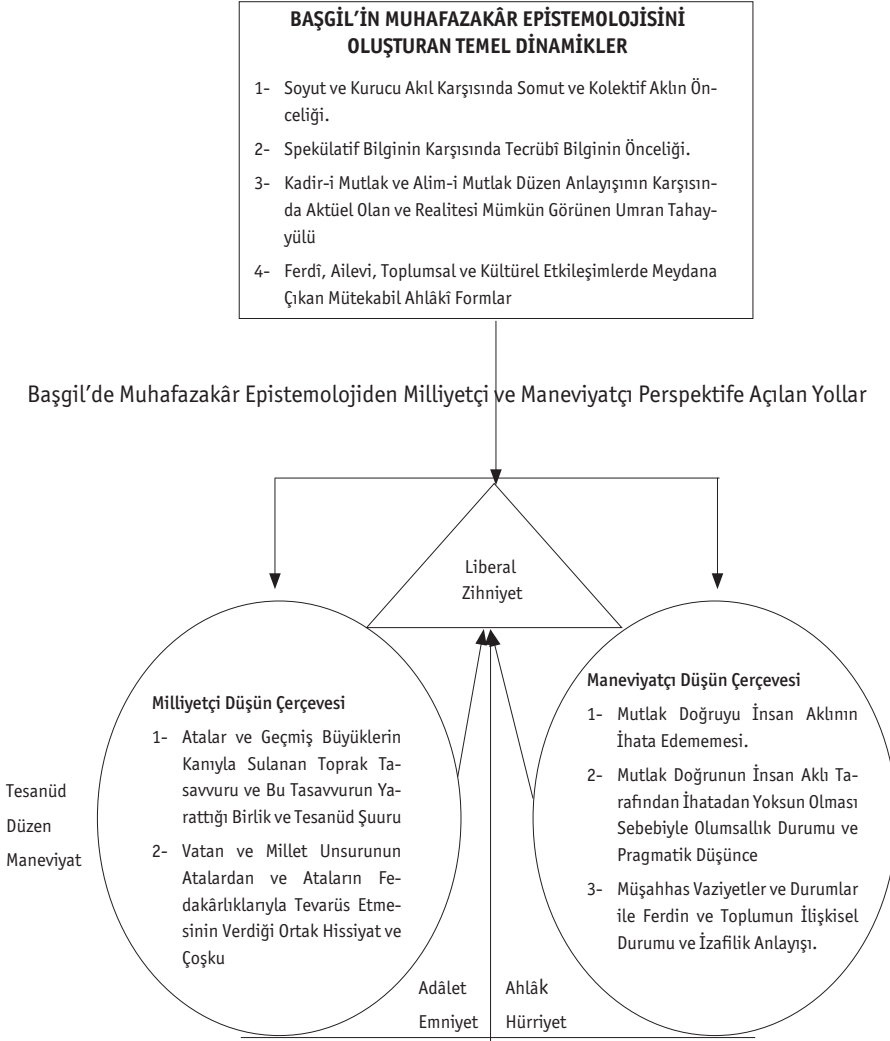 BAŞGİL’İN MUHAFAZAKÂR EPİSTEMOLOJİSİNİ
OLUŞTURAN TEMEL DİNAMİKLER
1- Soyut ve Kurucu Akıl Karşısında Somut ve Kolektif Aklın Ön-
celiği.
2- Spekülatif Bilginin Karşısında Tecrübî Bilginin Önceliği.
3- Kadir-i Mutlak ve Alim-i Mutlak Düzen Anlayışının Karşısın-
da Aktüel Olan ve Realitesi Mümkün Görünen Umran Tahay-
yülü
4- Ferdî, Ailevi, Toplumsal ve Kültürel Etkileşimlerde Meydana
Çıkan Mütekabil Ahlâkî Formlar
Başgil’de Muhafazakâr Epistemolojiden Milliyetçi ve Maneviyatçı Perspektife Açılan Yollar
Liberal
Zihniyet
Tesanüd
Düzen
Maneviyat
Milliyetçi Düşün Çerçevesi
1- Atalar ve Geçmiş Büyüklerin
Kanıyla Sulanan Toprak Ta-
savvuru ve Bu Tasavvurun Ya-
rattığı Birlik ve Tesanüd Şuuru
2- Vatan ve Millet Unsurunun
Atalardan ve Ataların Fe-
dakârlıklarıyla Tevarüs Etme-
sinin Verdiği Ortak Hissiyat ve
Çoşku
Maneviyatçı Düşün Çerçevesi
1- Mutlak Doğruyu İnsan Aklının
İhata Edememesi.
2- Mutlak Doğrunun İnsan Aklı Ta-
rafından İhatadan Yoksun Olması
Sebebiyle Olumsallık Durumu ve
Pragmatik Düşünce
3- Müşahhas Vaziyetler ve Durumlar
ile Ferdin ve Toplumun İlişkisel
Durumu ve İzafilik Anlayışı.
Adâlet Ahlâk
Emniyet Hürriyet